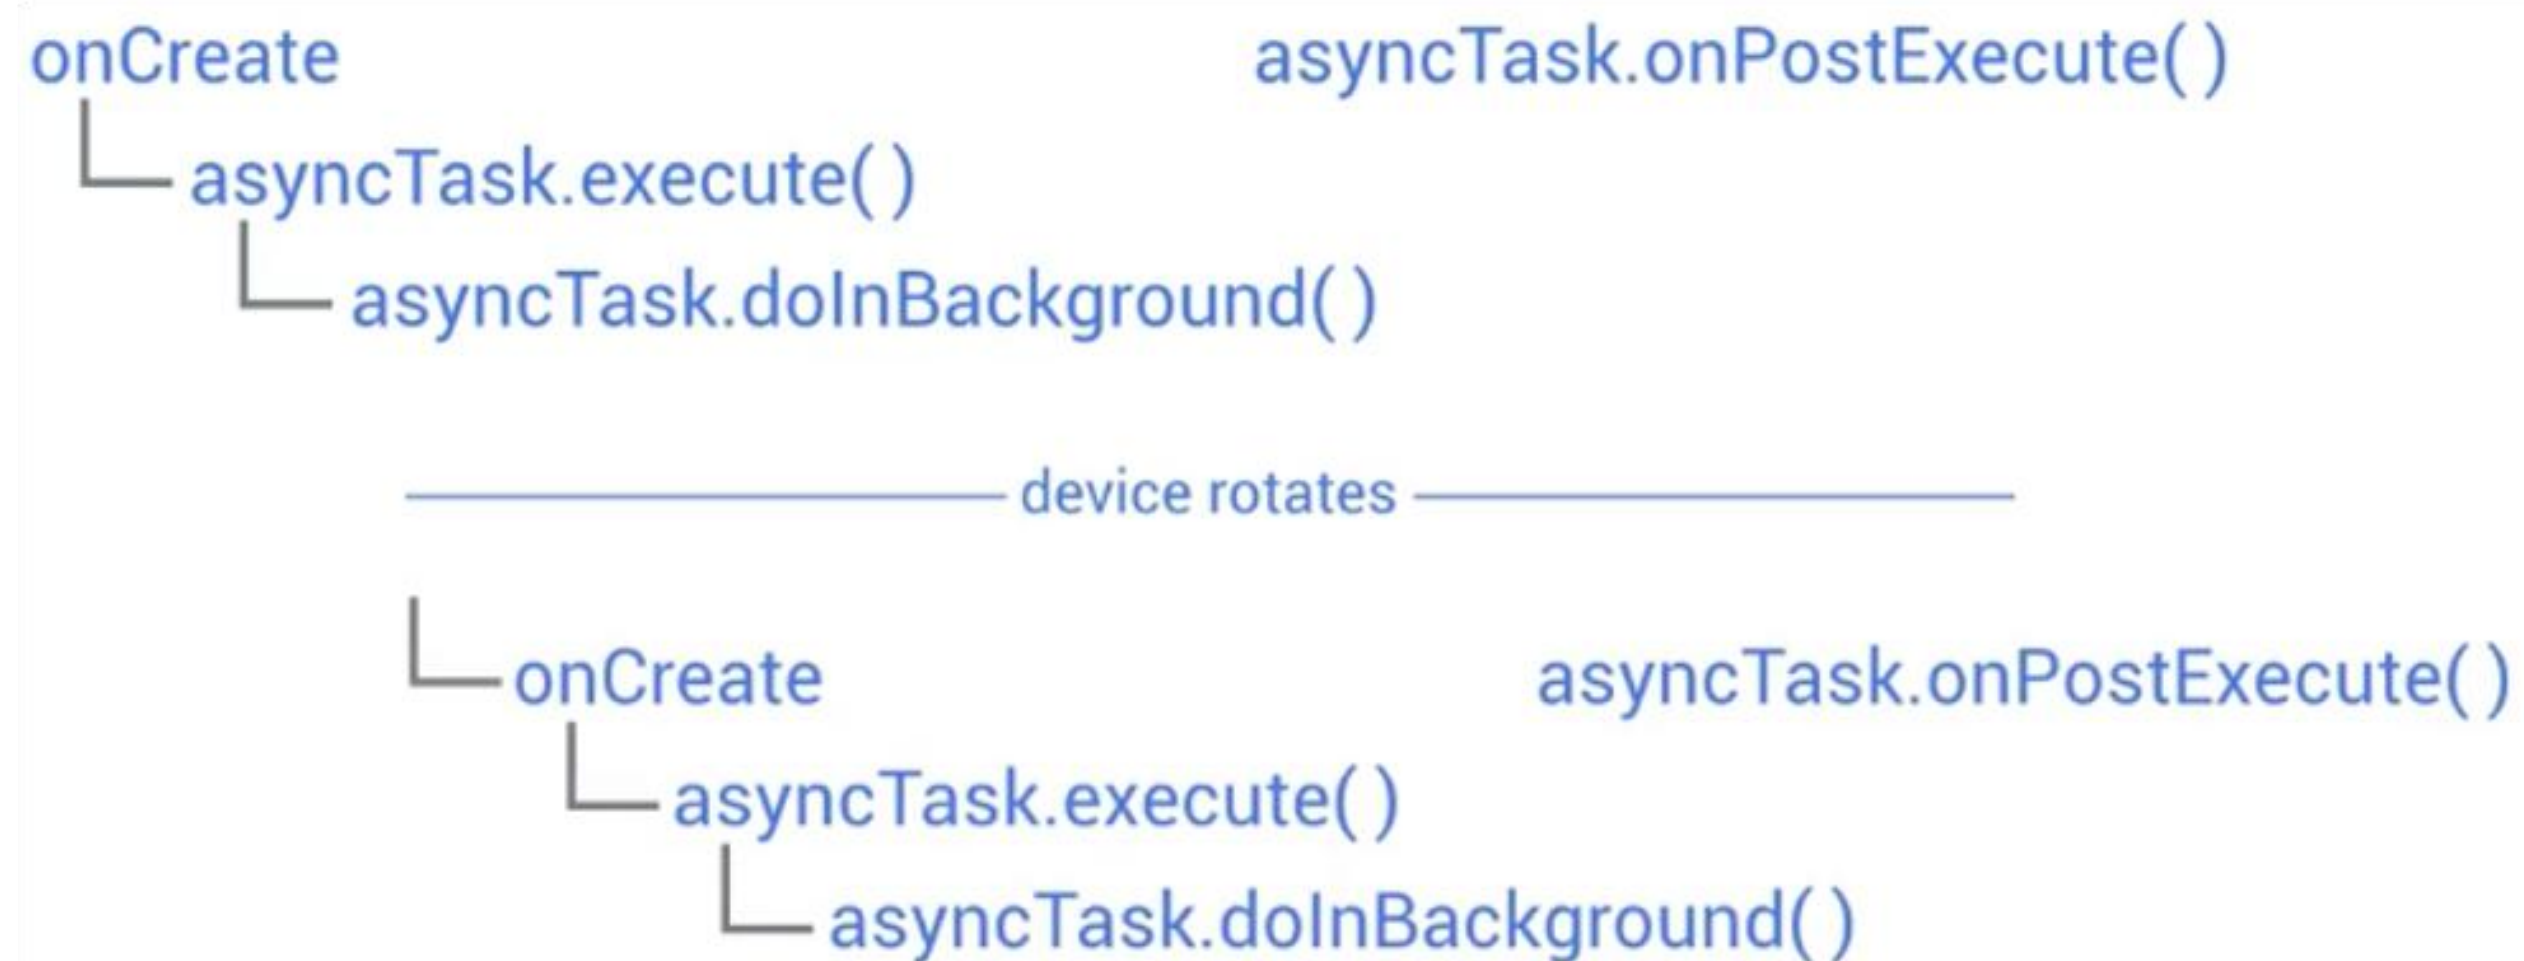 onCreate
asyncTask.onPostExecute( )
asyncTask.execute( )
asyncTask.doInBackground( )
device rotates
onCreate
asyncTask.onPostExecute( )
asyncTask.execute( )
asyncTask.doInBackground( )